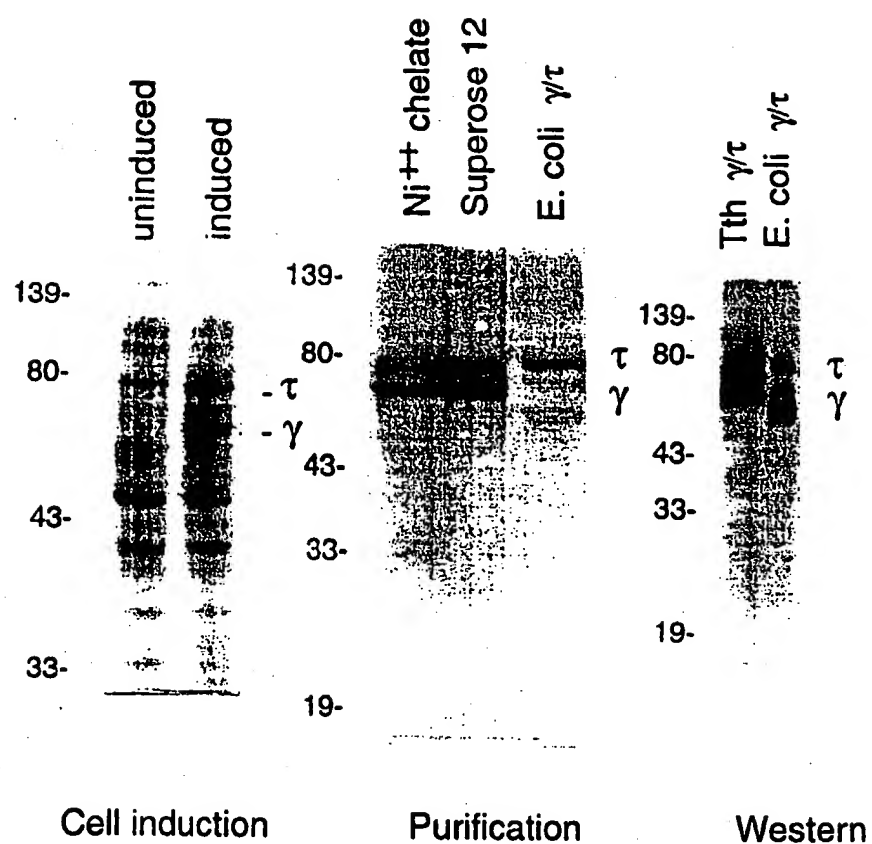 uninduced
induced
139-
80-
- τ
- γ
43-
33-
Cell induction
Ni++ chelate
Superose 12
E. coli γ/τ
139-
80-
τ
γ
43-
33-
19-
Purification
Tth γ/τ
E. coli γ/τ
139-
80-
τ
γ
43-
33-
19-
Western